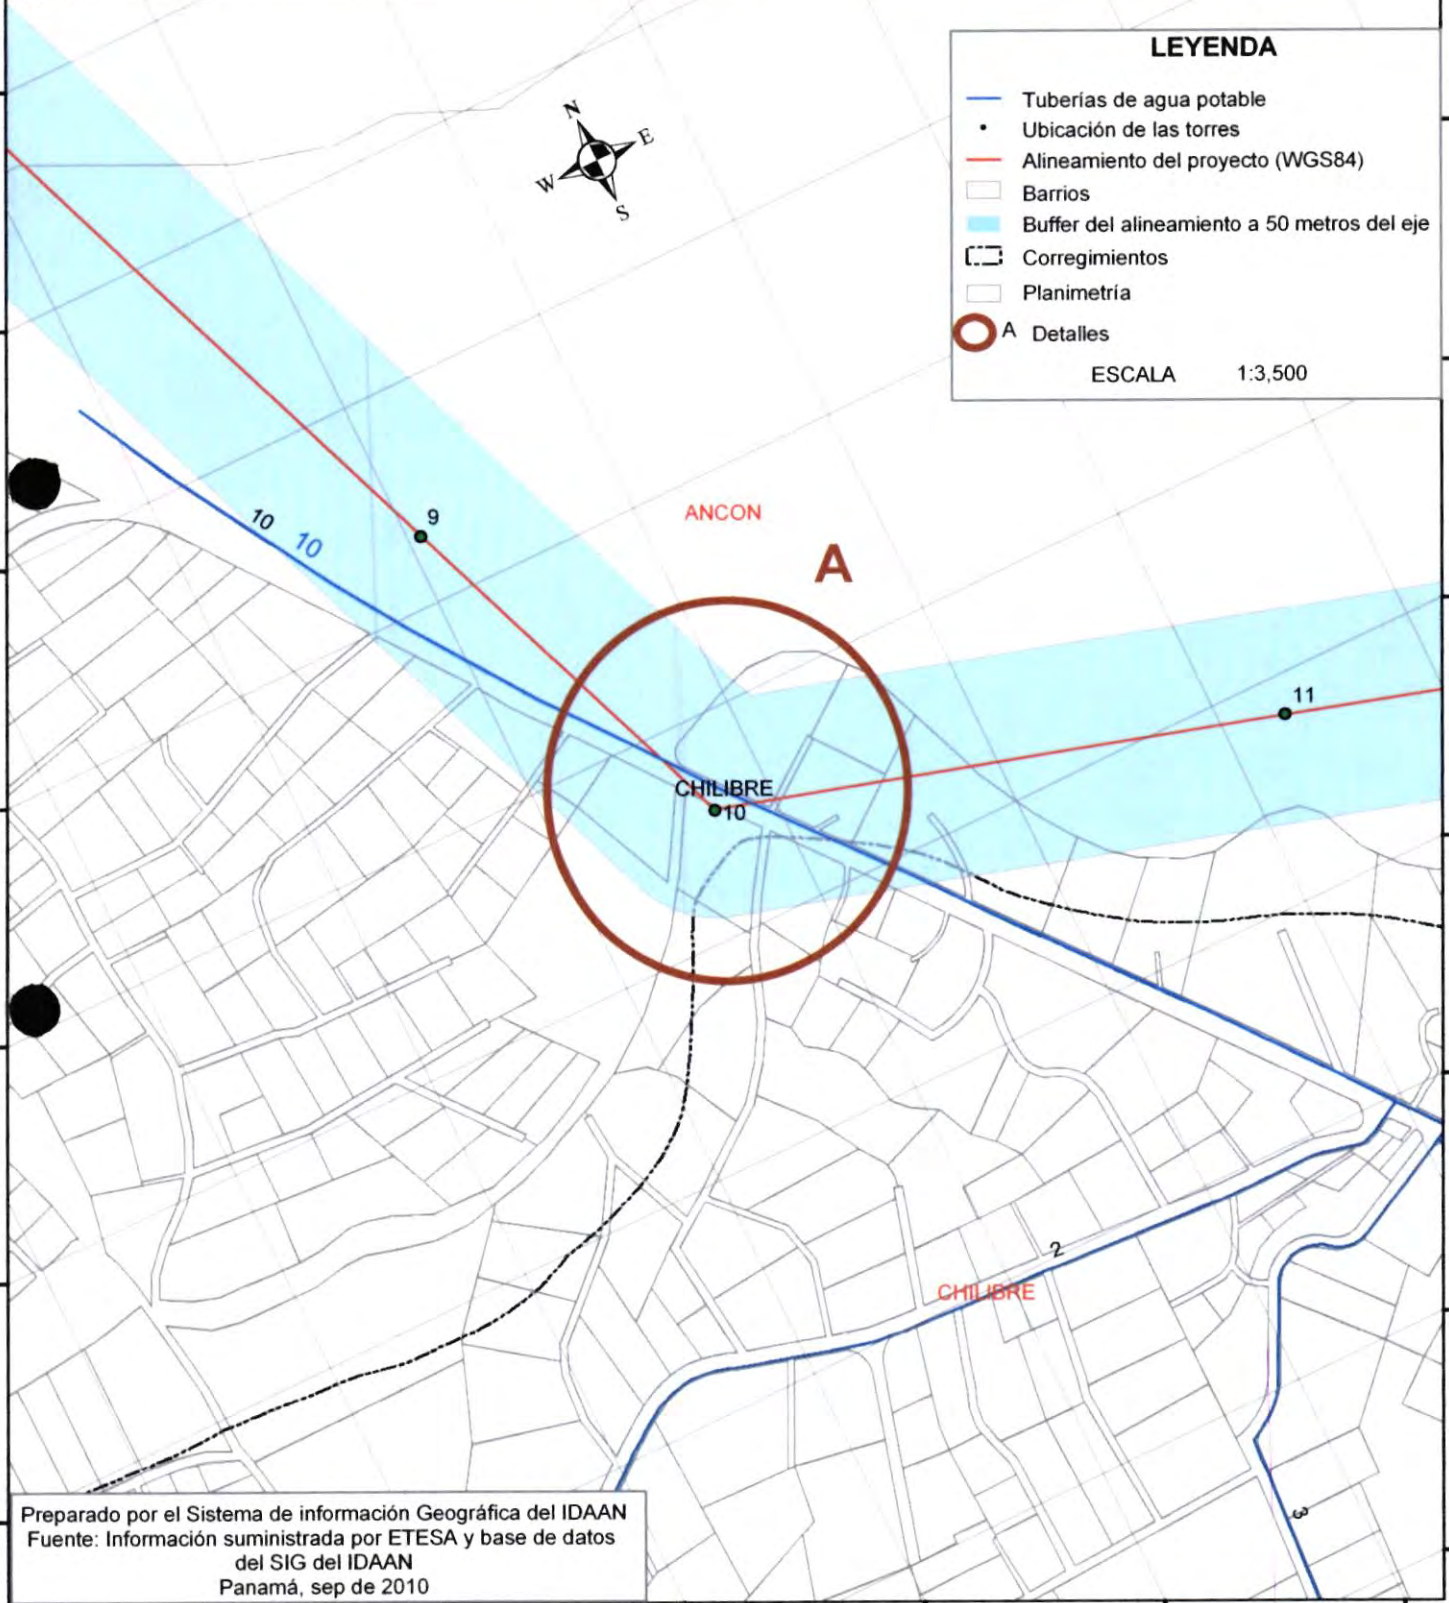 LEYENDA
Tuberías de agua potable
Ubicación de las torres
Alineamiento del proyecto (WGS84)
Barrios
Buffer del alineamiento a 50 metros del eje
Corregimientos
Planimetría
A Detalles
ESCALA 1:3,500
N
E
W
S
ANCON
A
9
10
10
11
CHILIBRE
10
2
CHILIBRE
3
Preparado por el Sistema de información Geográfica del IDAAN
Fuente: Información suministrada por ETESA y base de datos
del SIG del IDAAN
Panamá, sep de 2010